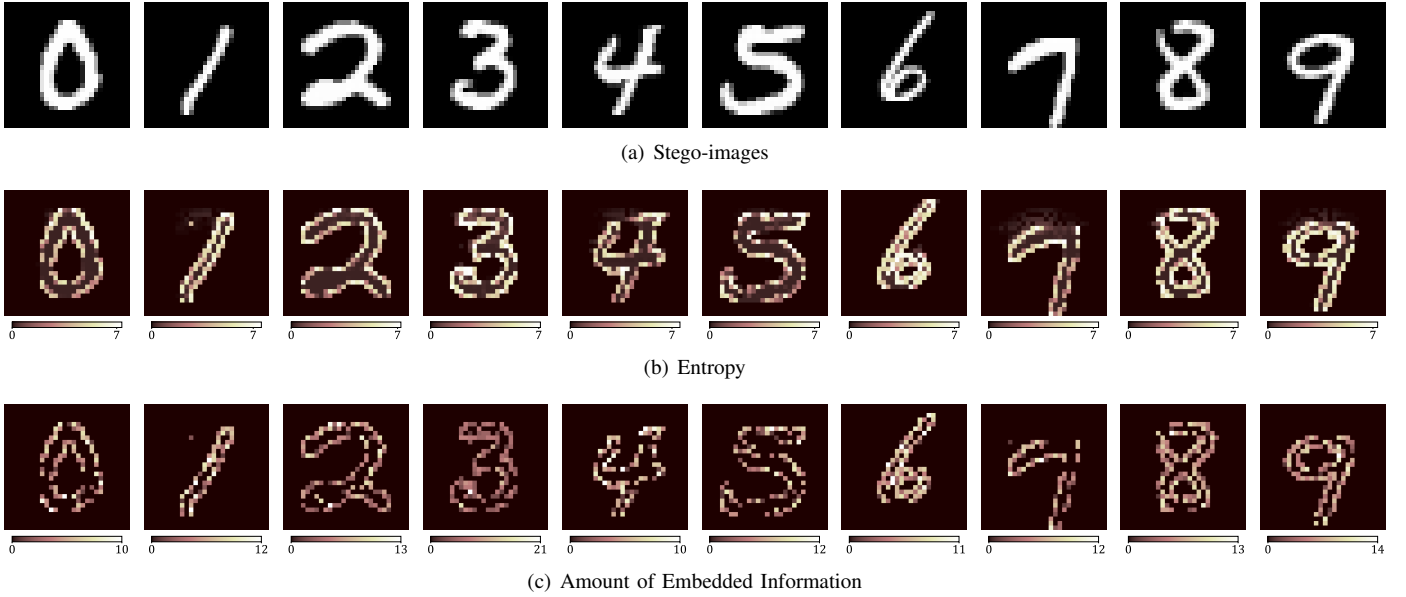 0 1 2 3 4 5 6 7 8 9
(a) Stego-images
0 7 0 7 0 7 0 7 0 7 0 7 0 7 0 7 0 7 0 7
(b) Entropy
0 10 0 12 0 13 0 21 0 10 0 12 0 11 0 12 0 13 0 14
(c) Amount of Embedded Information